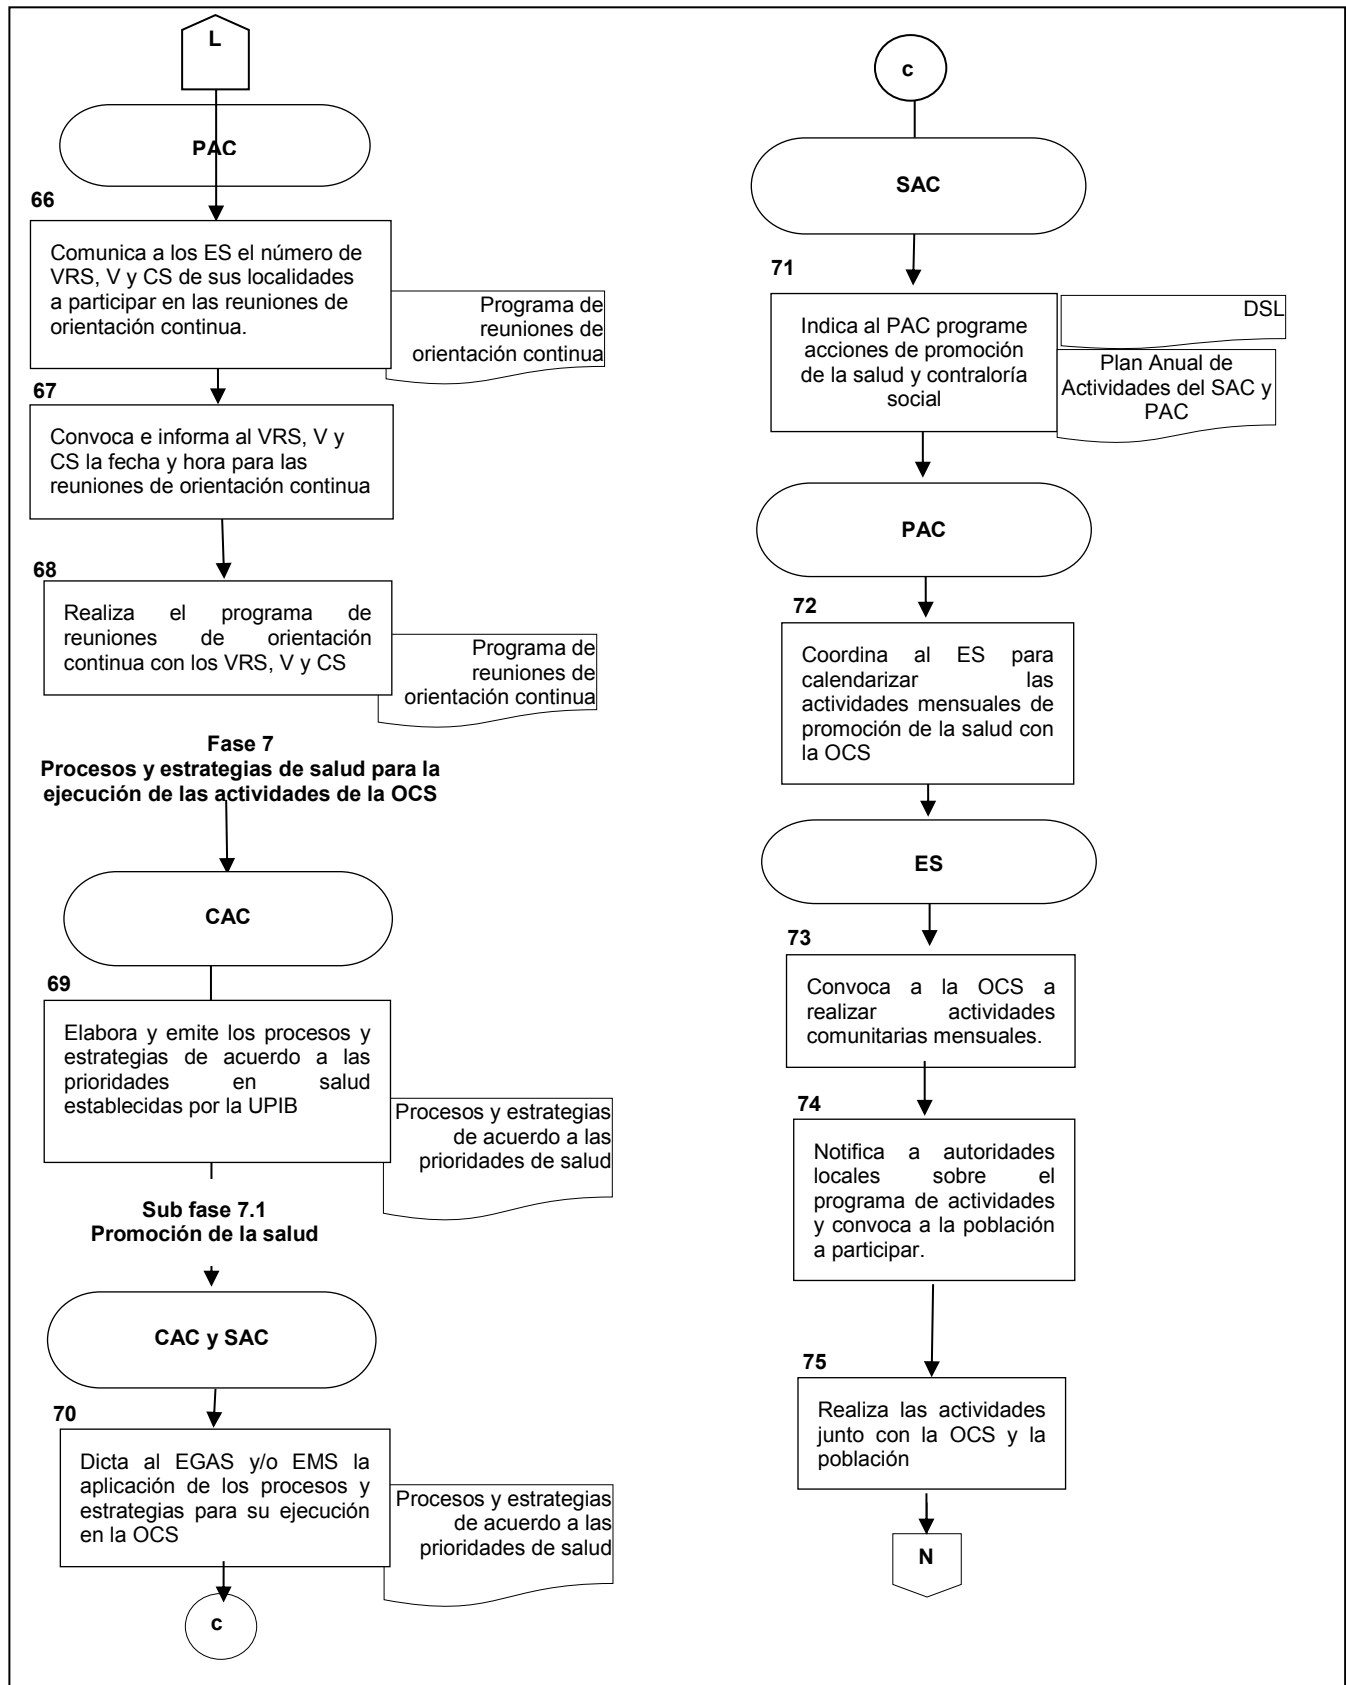 L
PAC
66
Comunica a los ES el número de
VRS, V y CS de sus localidades
a participar en las reuniones de
orientación continua.
Programa de
reuniones de
orientación continua
67
Convoca e informa al VRS, V y
CS la fecha y hora para las
reuniones de orientación continua
68
Realiza el programa de
reuniones de orientación
continua con los VRS, V y CS
Programa de
reuniones de
orientación continua
Fase 7
Procesos y estrategias de salud para la
ejecución de las actividades de la OCS
CAC
69
Elabora y emite los procesos y
estrategias de acuerdo a las
prioridades en salud
establecidas por la UPIB
Procesos y estrategias
de acuerdo a las
prioridades de salud
Sub fase 7.1
Promoción de la salud
CAC y SAC
70
Dicta al EGAS y/o EMS la
aplicación de los procesos y
estrategias para su ejecución
en la OCS
Procesos y estrategias
de acuerdo a las
prioridades de salud
c
c
SAC
71
Indica al PAC programe
acciones de promoción
de la salud y contraloría
social
DSL
Plan Anual de
Actividades del SAC y
PAC
PAC
72
Coordina al ES para
calendarizar las
actividades mensuales de
promoción de la salud con
la OCS
ES
73
Convoca a la OCS a
realizar actividades
comunitarias mensuales.
74
Notifica a autoridades
locales sobre el
programa de actividades
y convoca a la población
a participar.
75
Realiza las actividades
junto con la OCS y la
población
N